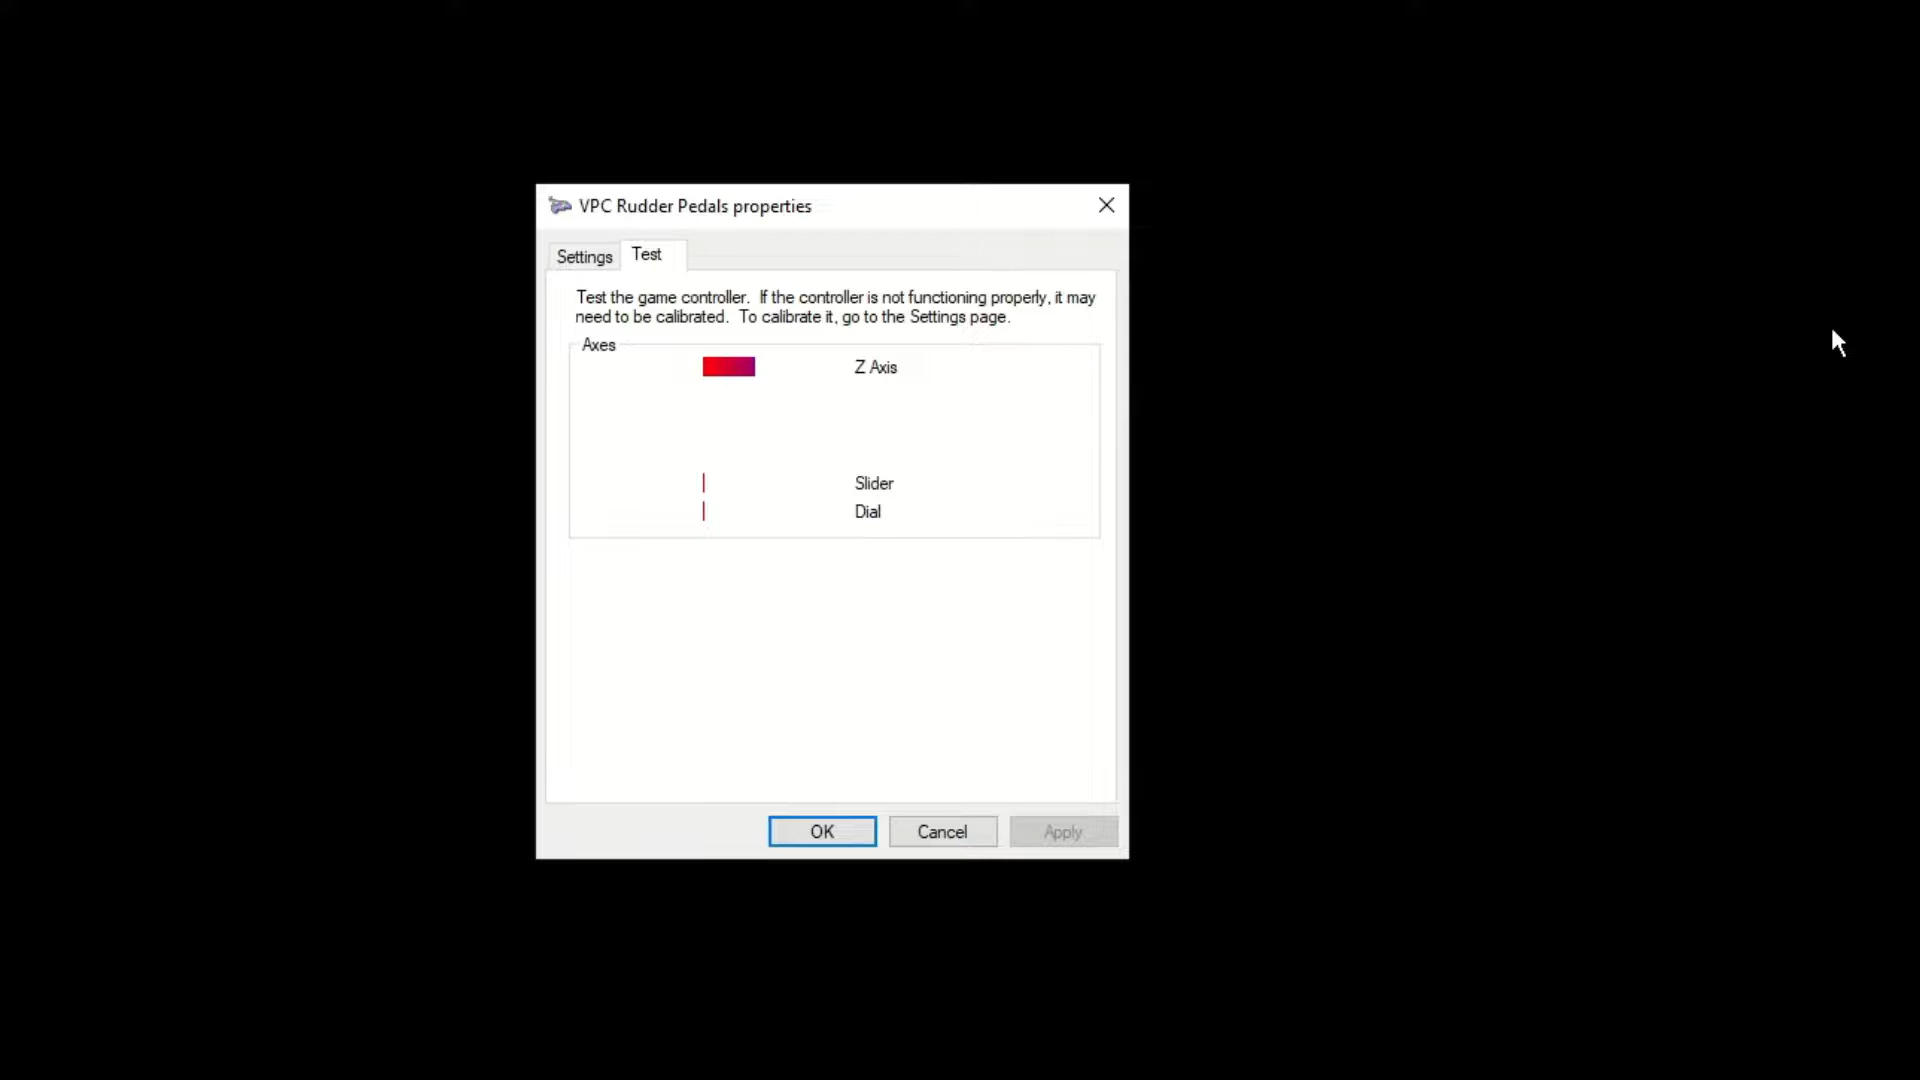 VPC Rudder Pedals properties
Settings
Test
Test the game controller.  If the controller is not functioning properly, it may
need to be calibrated.  To calibrate it, go to the Settings page.
Axes
Z Axis
Slider
Dial
OK
Cancel
Apply